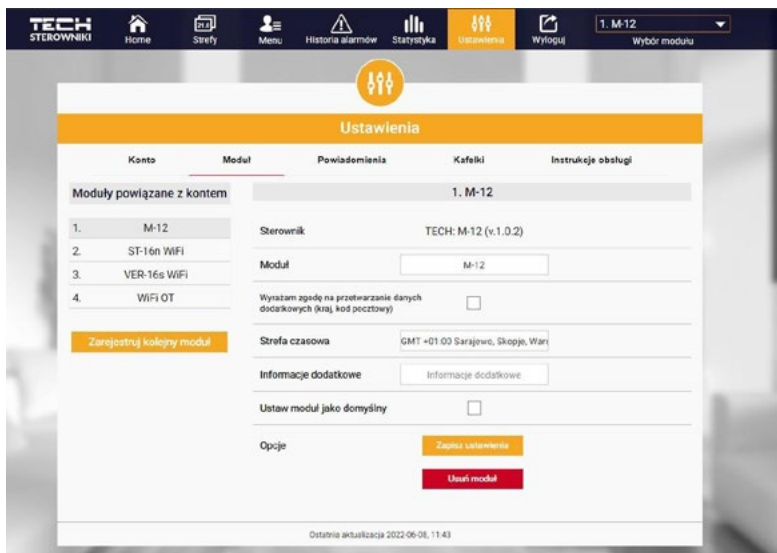 TECH
STEROWNIKI
Home
21.0
Strefy
Menu
Historia alarmów
Statystyka
Ustawienia
Wyloguj
1. M-12
Wybór modułu
Ustawienia
Konto Moduł Powiadomienia Kafelki Instrukcje obsługi
Moduły powiązane z kontem
1. M-12
2. ST-16n WiFi
3. VER-16s WiFi
4. WiFi OT
Zarejestruj kolejny moduł
1. M-12
Sterownik TECH: M-12 (v.1.0.2)
Moduł M-12
Wyrażam zgodę na przetwarzanie danych
dodatkowych (kraj, kod pocztowy)
Strefa czasowa GMT +01:00 Sarajewo, Skopje, War
Informacje dodatkowe Informacje dodatkowe
Ustaw moduł jako domyślny
Opcje Zapisz ustawienia
Usuń moduł
Ostatnia aktualizacja 2022-06-08, 11:43